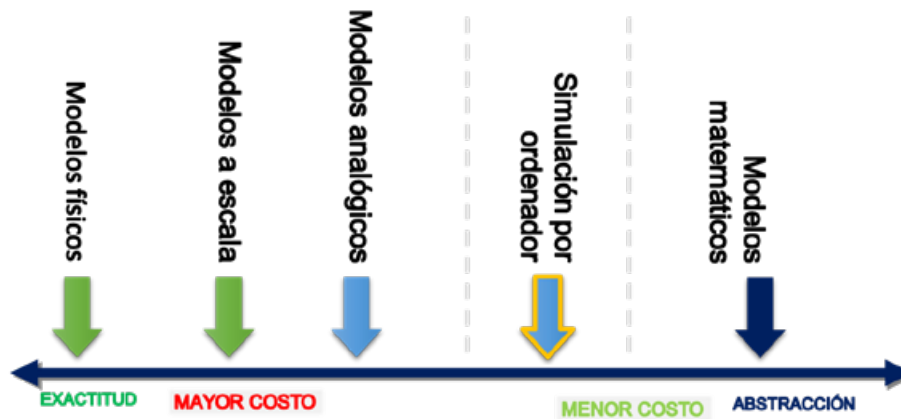 Modelos físicos
Modelos a escala
Modelos analógicos
Simulación por
ordenador
Modelos
matemáticos
EXACTITUD
MAYOR COSTO
MENOR COSTO
ABSTRACCIÓN